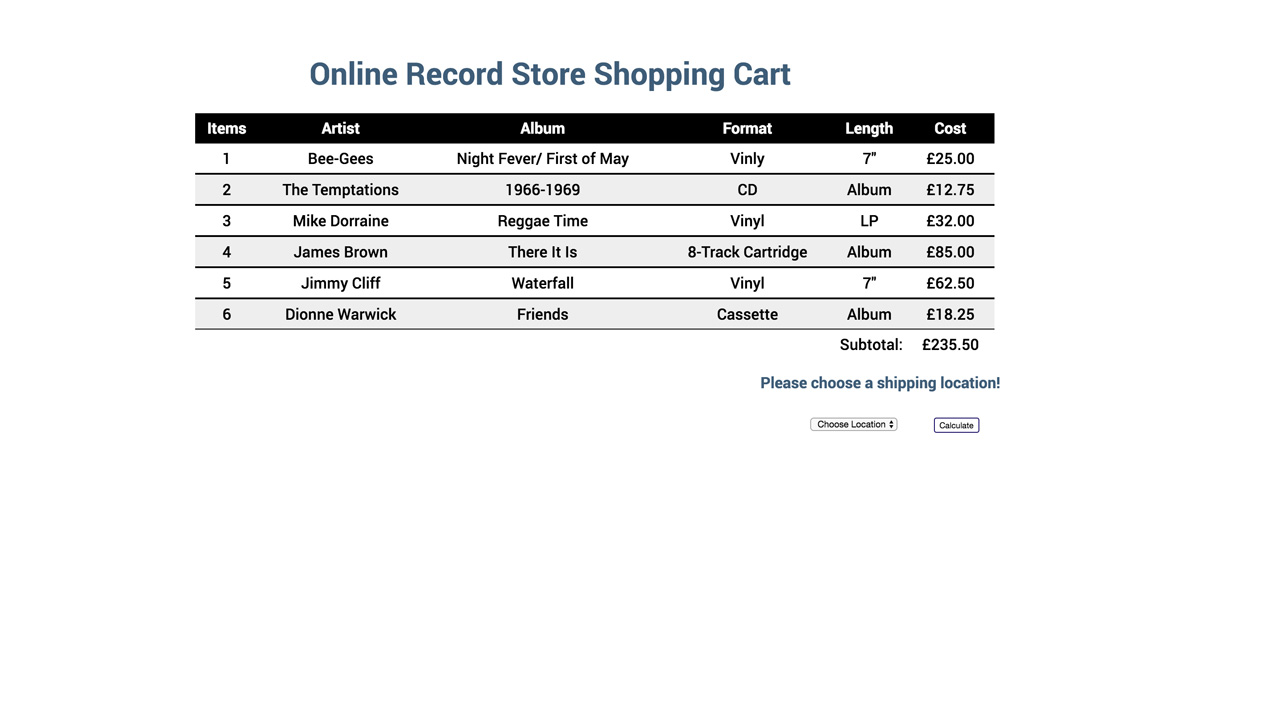 Online Record Store Shopping Cart
Items Artist Album Format Length Cost
1 Bee-Gees Night Fever/ First of May Vinly 7" £25.00
2 The Temptations 1966-1969 CD Album £12.75
3 Mike Dorraine Reggae Time Vinyl LP £32.00
4 James Brown There It Is 8-Track Cartridge Album £85.00
5 Jimmy Cliff Waterfall Vinyl 7" £62.50
6 Dionne Warwick Friends Cassette Album £18.25
Subtotal: £235.50
Please choose a shipping location!
Choose Location Calculate